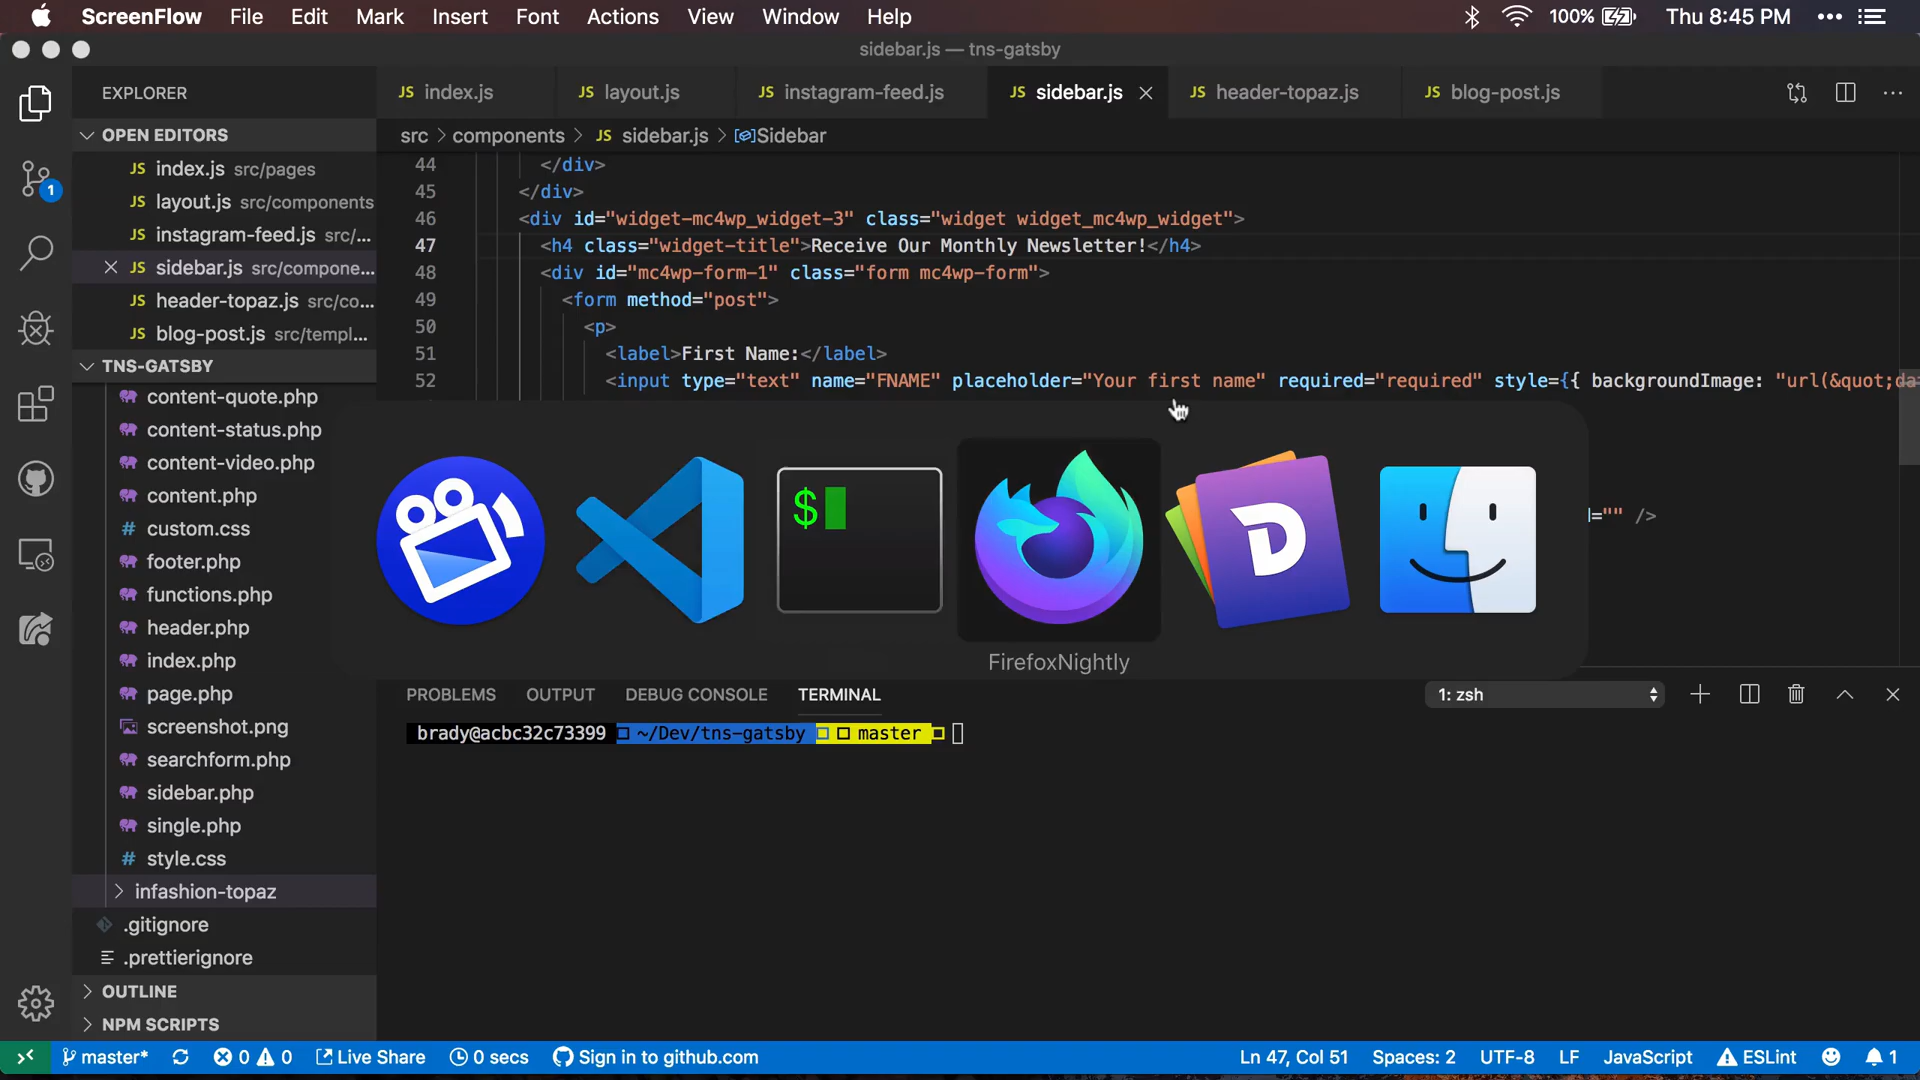 ScreenFlow File Edit Mark Insert Font Actions View Window Help 100% Thu 8:45 PM
sidebar.js — tns-gatsby
EXPLORER
JS index.js JS layout.js JS instagram-feed.js JS sidebar.js JS header-topaz.js JS blog-post.js
OPEN EDITORS
src > components > JS sidebar.js > Sidebar
JS index.js src/pages
JS layout.js src/components
JS instagram-feed.js src/...
JS sidebar.js src/compone...
JS header-topaz.js src/co...
JS blog-post.js src/templ...
44 </div>
45 </div>
46 <div id="widget-mc4wp_widget-3" class="widget widget_mc4wp_widget">
47 <h4 class="widget-title">Receive Our Monthly Newsletter!</h4>
48 <div id="mc4wp-form-1" class="form mc4wp-form">
49 <form method="post">
50 <p>
51 <label>First Name:</label>
52 <input type="text" name="FNAME" placeholder="Your first name" required="required" style={{ backgroundImage: "url(&quot;da
="" />
TNS-GATSBY
content-quote.php
content-status.php
content-video.php
content.php
# custom.css
footer.php
functions.php
header.php
index.php
page.php
screenshot.png
searchform.php
sidebar.php
single.php
# style.css
infashion-topaz
.gitignore
.prettierignore
OUTLINE
NPM SCRIPTS
1
$
D
FirefoxNightly
PROBLEMS OUTPUT DEBUG CONSOLE TERMINAL 1: zsh
brady@acbc32c73399 ~/Dev/tns-gatsby master
master* 0 0 Live Share 0 secs Sign in to github.com Ln 47, Col 51 Spaces: 2 UTF-8 LF JavaScript ESLint 1